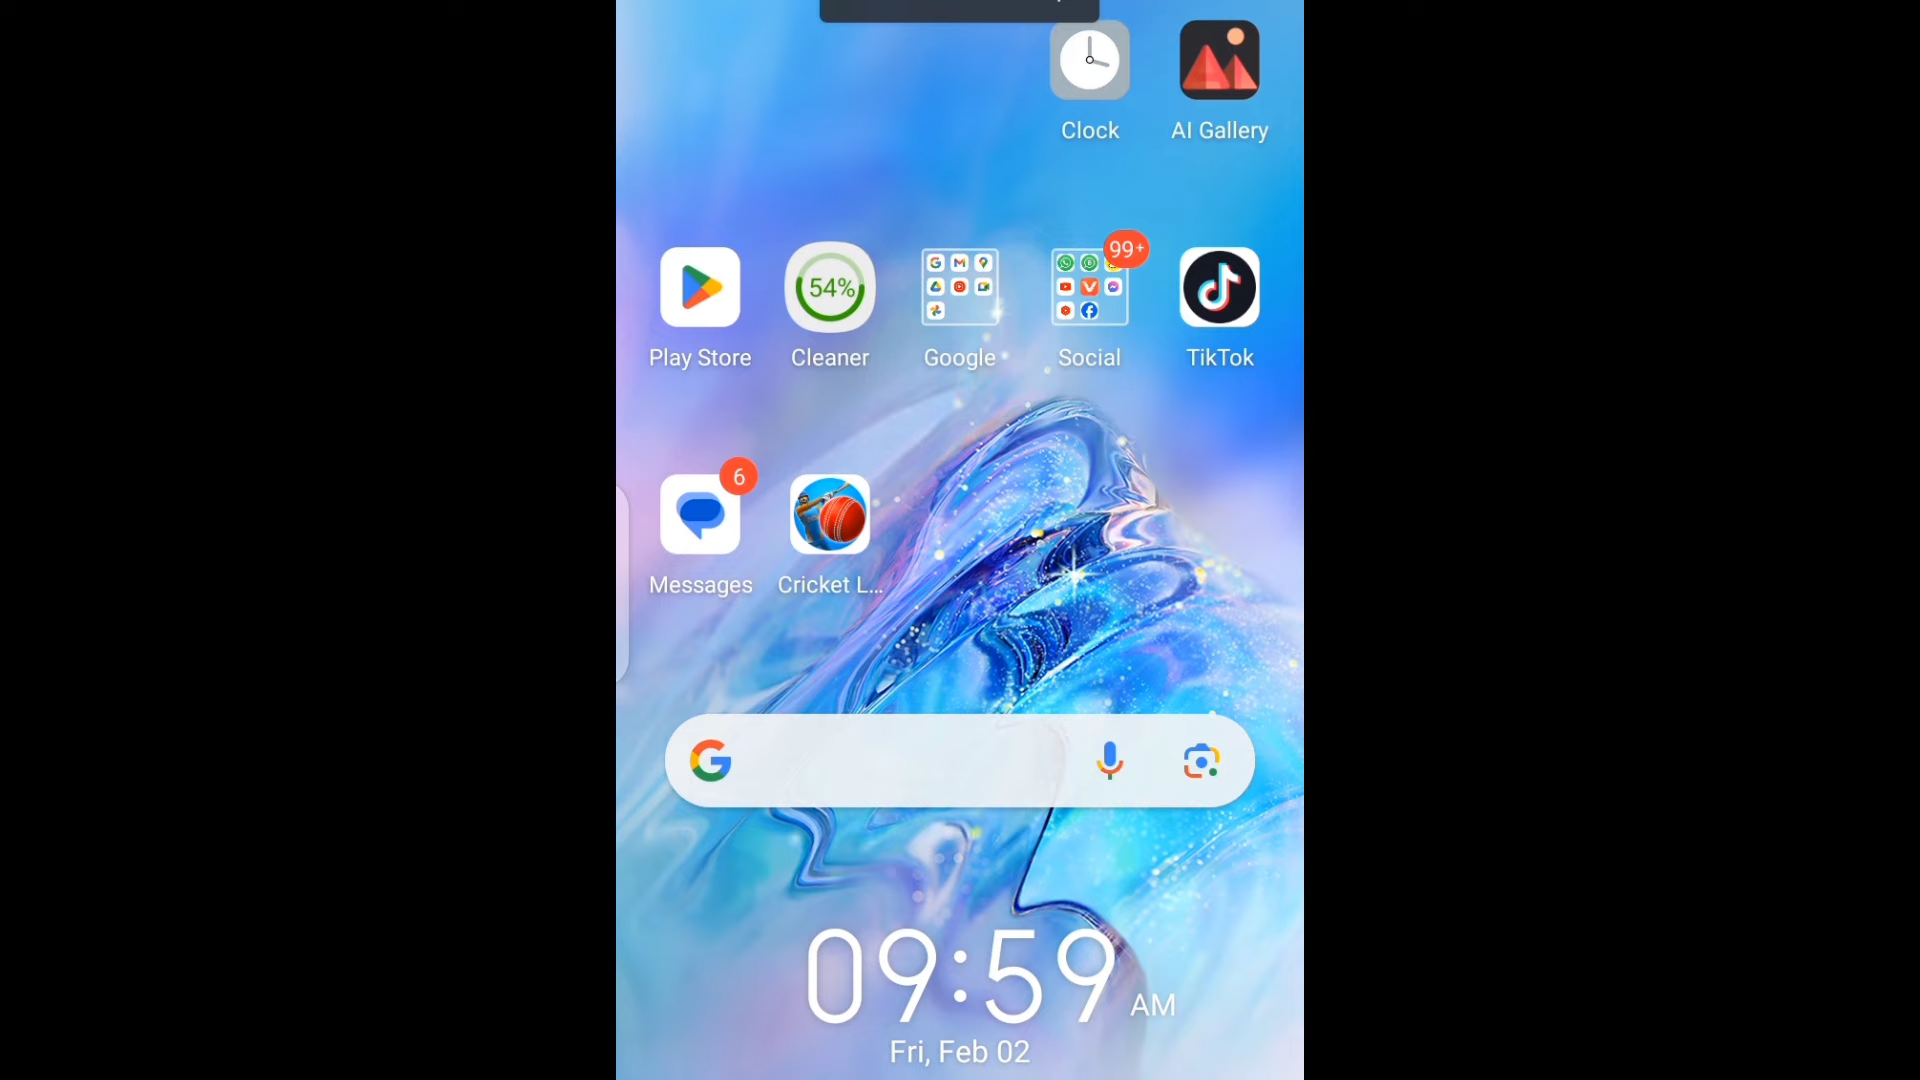 Clock AI Gallery
99+
54%
Play Store Cleaner Google Social TikTok
6
Messages Cricket L...
09:59 AM
Fri, Feb 02